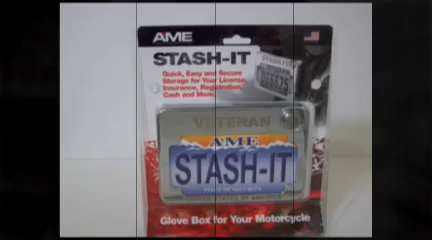 AME
STASH-IT
Quick, Easy and Secure
Storage for Your License,
Insurance, Registration,
Cash and More
VETERAN
AME
STASH-IT
Glove Box for Your Motorcycle